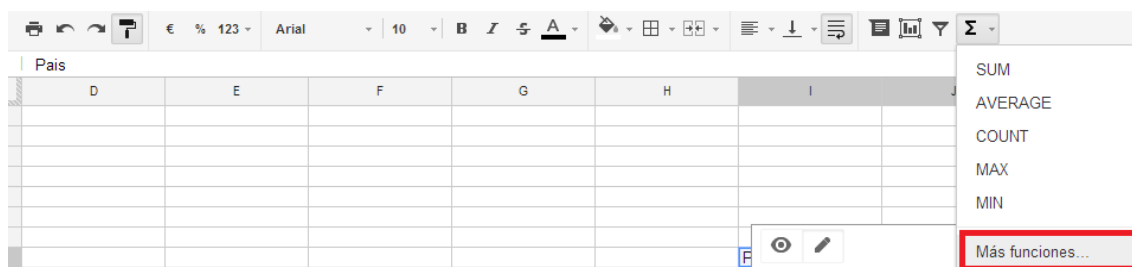 € % 123 Arial 10 B I S A Σ
Pais
D E F G H I J
SUM
AVERAGE
COUNT
MAX
MIN
Más funciones...
P